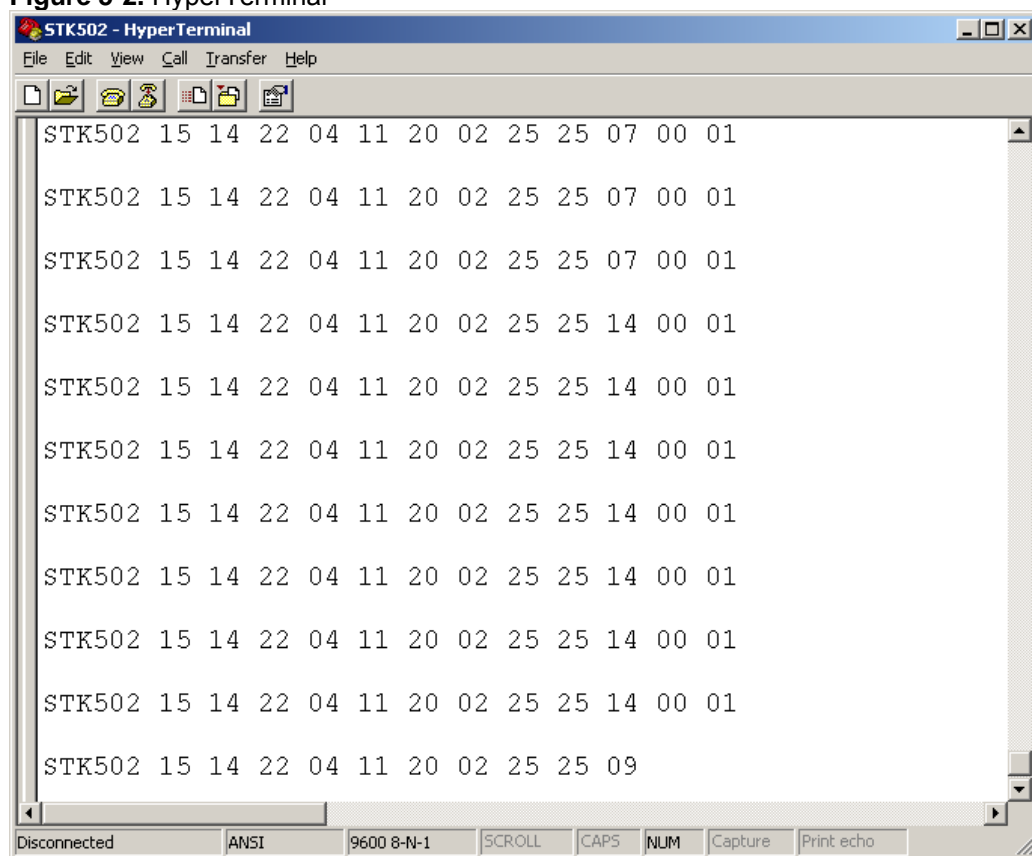 Figure 3-2. HyperTerminal
STK502 - HyperTerminal
File Edit View Call Transfer Help
STK502 15 14 22 04 11 20 02 25 25 07 00 01
STK502 15 14 22 04 11 20 02 25 25 07 00 01
STK502 15 14 22 04 11 20 02 25 25 07 00 01
STK502 15 14 22 04 11 20 02 25 25 14 00 01
STK502 15 14 22 04 11 20 02 25 25 14 00 01
STK502 15 14 22 04 11 20 02 25 25 14 00 01
STK502 15 14 22 04 11 20 02 25 25 14 00 01
STK502 15 14 22 04 11 20 02 25 25 14 00 01
STK502 15 14 22 04 11 20 02 25 25 14 00 01
STK502 15 14 22 04 11 20 02 25 25 14 00 01
STK502 15 14 22 04 11 20 02 25 25 09
Disconnected ANSI 9600 8-N-1 SCROLL CAPS NUM Capture Print echo